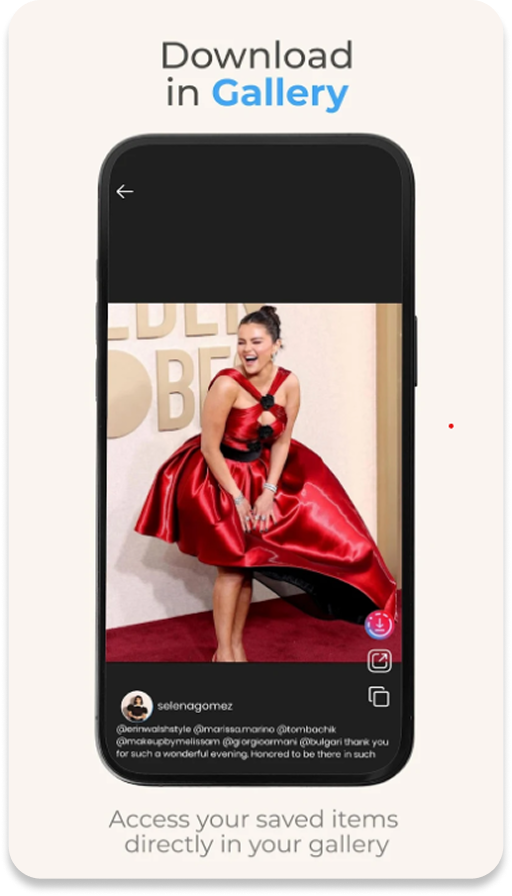 Download
in Gallery
selenagomez
@erinwalshstyle @marissa.marino @tombachik
@makeupbymelissam @giorgioarmani @bulgari thank you
for such a wonderful evening. Honored to be there in such
Access your saved items
directly in your gallery